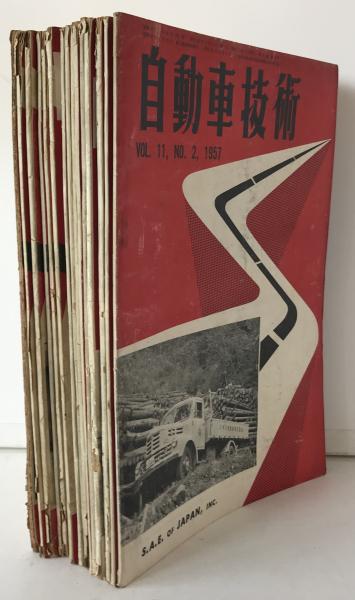 自動車技術
VOL. 11, NO. 2, 1957
S.A.E. OF JAPAN, INC.